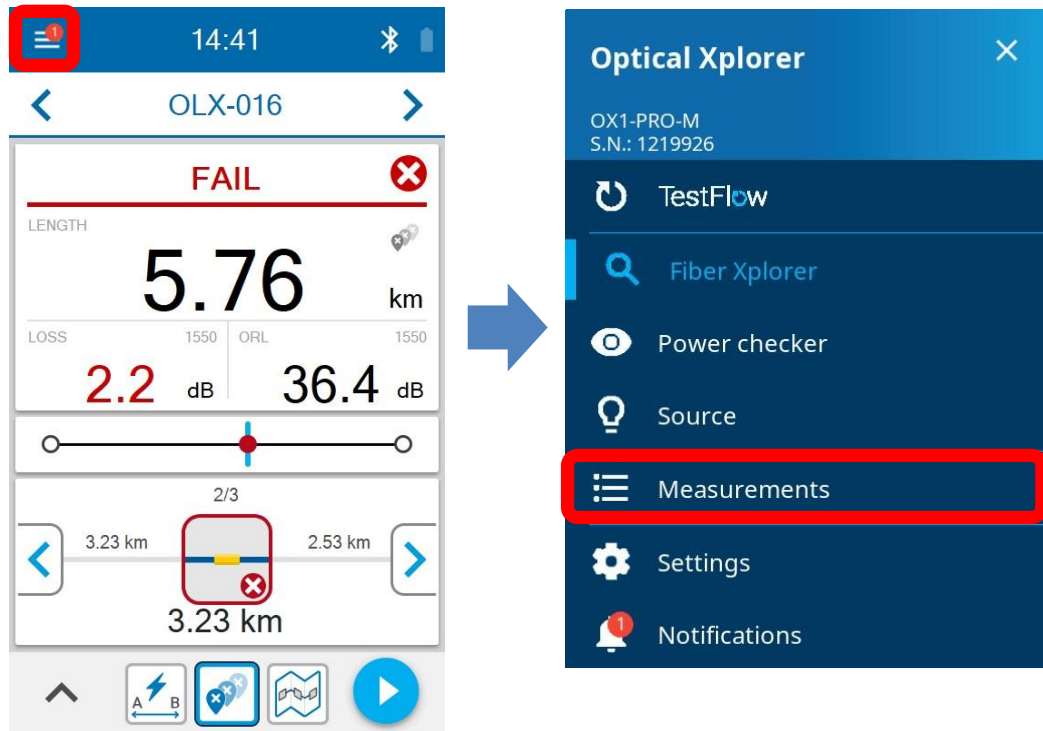 1
14:41
OLX-016
FAIL
LENGTH
5.76 km
LOSS 1550 ORL 1550
2.2 dB 36.4 dB
2/3
3.23 km 2.53 km
3.23 km
A B
Optical Xplorer
OX1-PRO-M
S.N.: 1219926
TestFlow
Fiber Xplorer
Power checker
Source
Measurements
Settings
1
Notifications